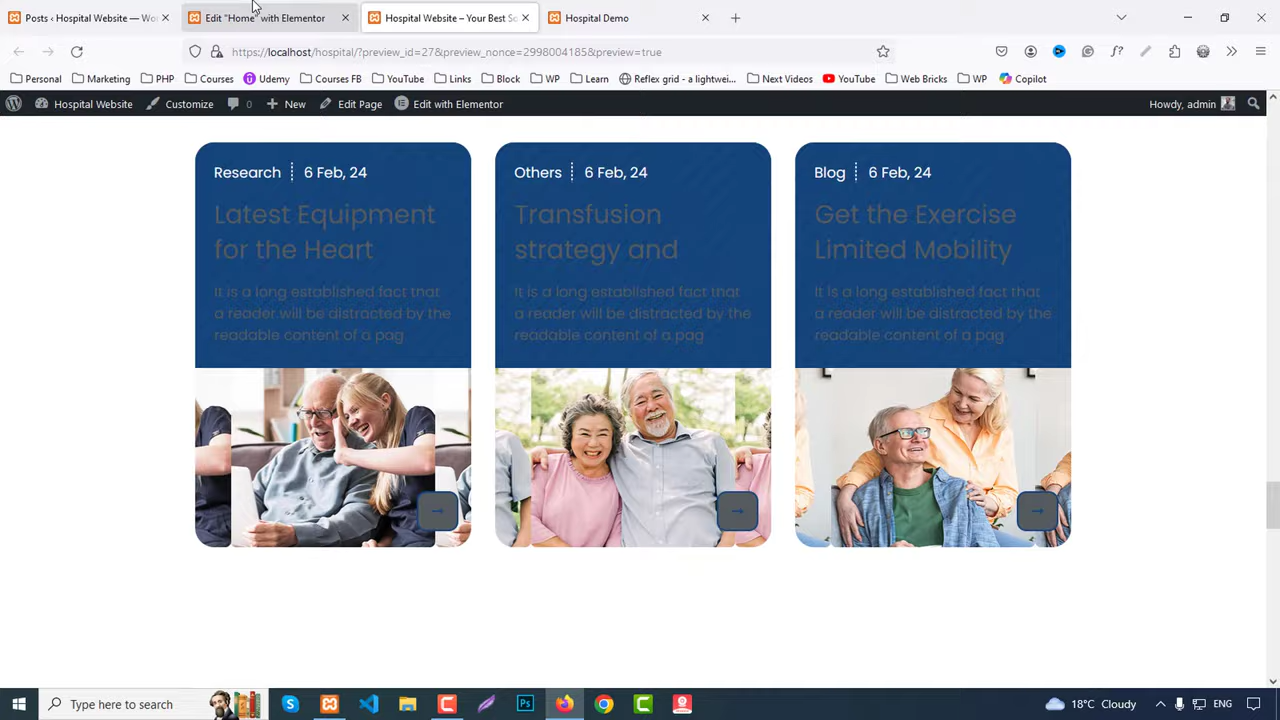 Posts ‹ Hospital Website — Wo
Edit "Home" with Elementor
Hospital Website – Your Best So
Hospital Demo
https://localhost/hospital/?preview_id=27&preview_nonce=2998004185&preview=true
Personal
Marketing
PHP
Courses
Udemy
Courses FB
YouTube
Links
Block
WP
Learn
Reflex grid - a lightwei...
Next Videos
YouTube
Web Bricks
WP
Copilot
Hospital Website
Customize
0
New
Edit Page
Edit with Elementor
Howdy, admin
Research
6 Feb, 24
Latest Equipment
for the Heart
It is a long established fact that
a reader will be distracted by the
readable content of a pag
Others
6 Feb, 24
Transfusion
strategy and
It is a long established fact that
a reader will be distracted by the
readable content of a pag
Blog
6 Feb, 24
Get the Exercise
Limited Mobility
It is a long established fact that
a reader will be distracted by the
readable content of a pag
Type here to search
18°C Cloudy
ENG